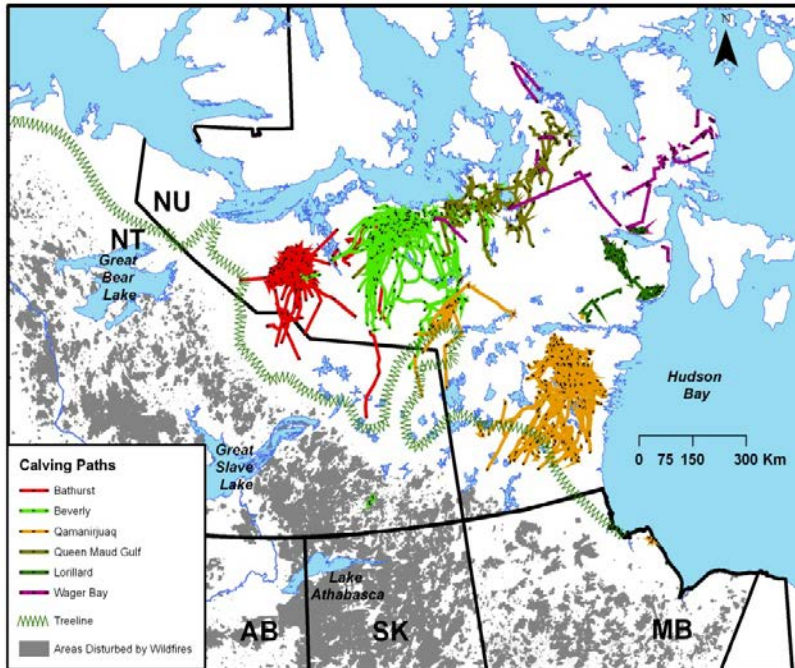 N
NU
NT
Great
Bear
Lake
Hudson
Bay
0 75 150 300 Km
Great
Slave
Lake
Lake
Athabasca
AB
SK
MB
Calving Paths
Bathurst
Beverly
Qamanirjuaq
Queen Maud Gulf
Lorillard
Wager Bay
Treeline
Areas Disturbed by Wildfires